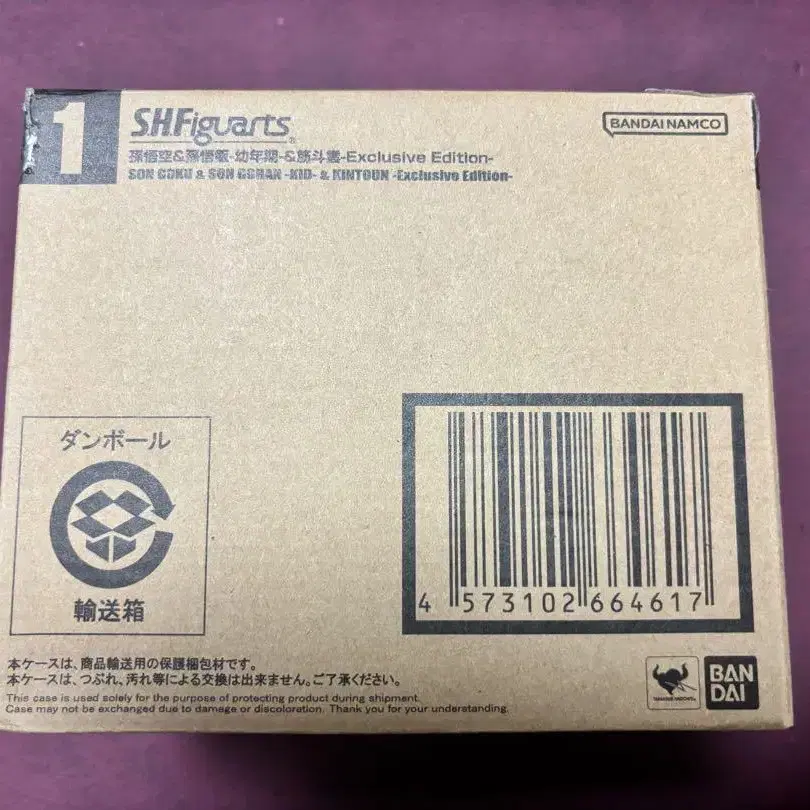 1
S.H.Figuarts
BANDAI NAMCO
孫悟空&孫悟飯-幼年期-&筋斗雲-Exclusive Edition-
SON GOKU & SON GOHAN -KID- & KINTOUN -Exclusive Edition-
ダンボール
輸送箱
4 573102 664617
本ケースは、商品輸送用の保護梱包材です。
本ケースは、つぶれ、汚れ等による交換は出来ません。ご了承ください。
This case is used solely for the purpose of protecting product during shipment.
Case may not be exchanged due to damage or discoloration. Thank you for your understanding.
TAMASHII NATIONS
BAN
DAI